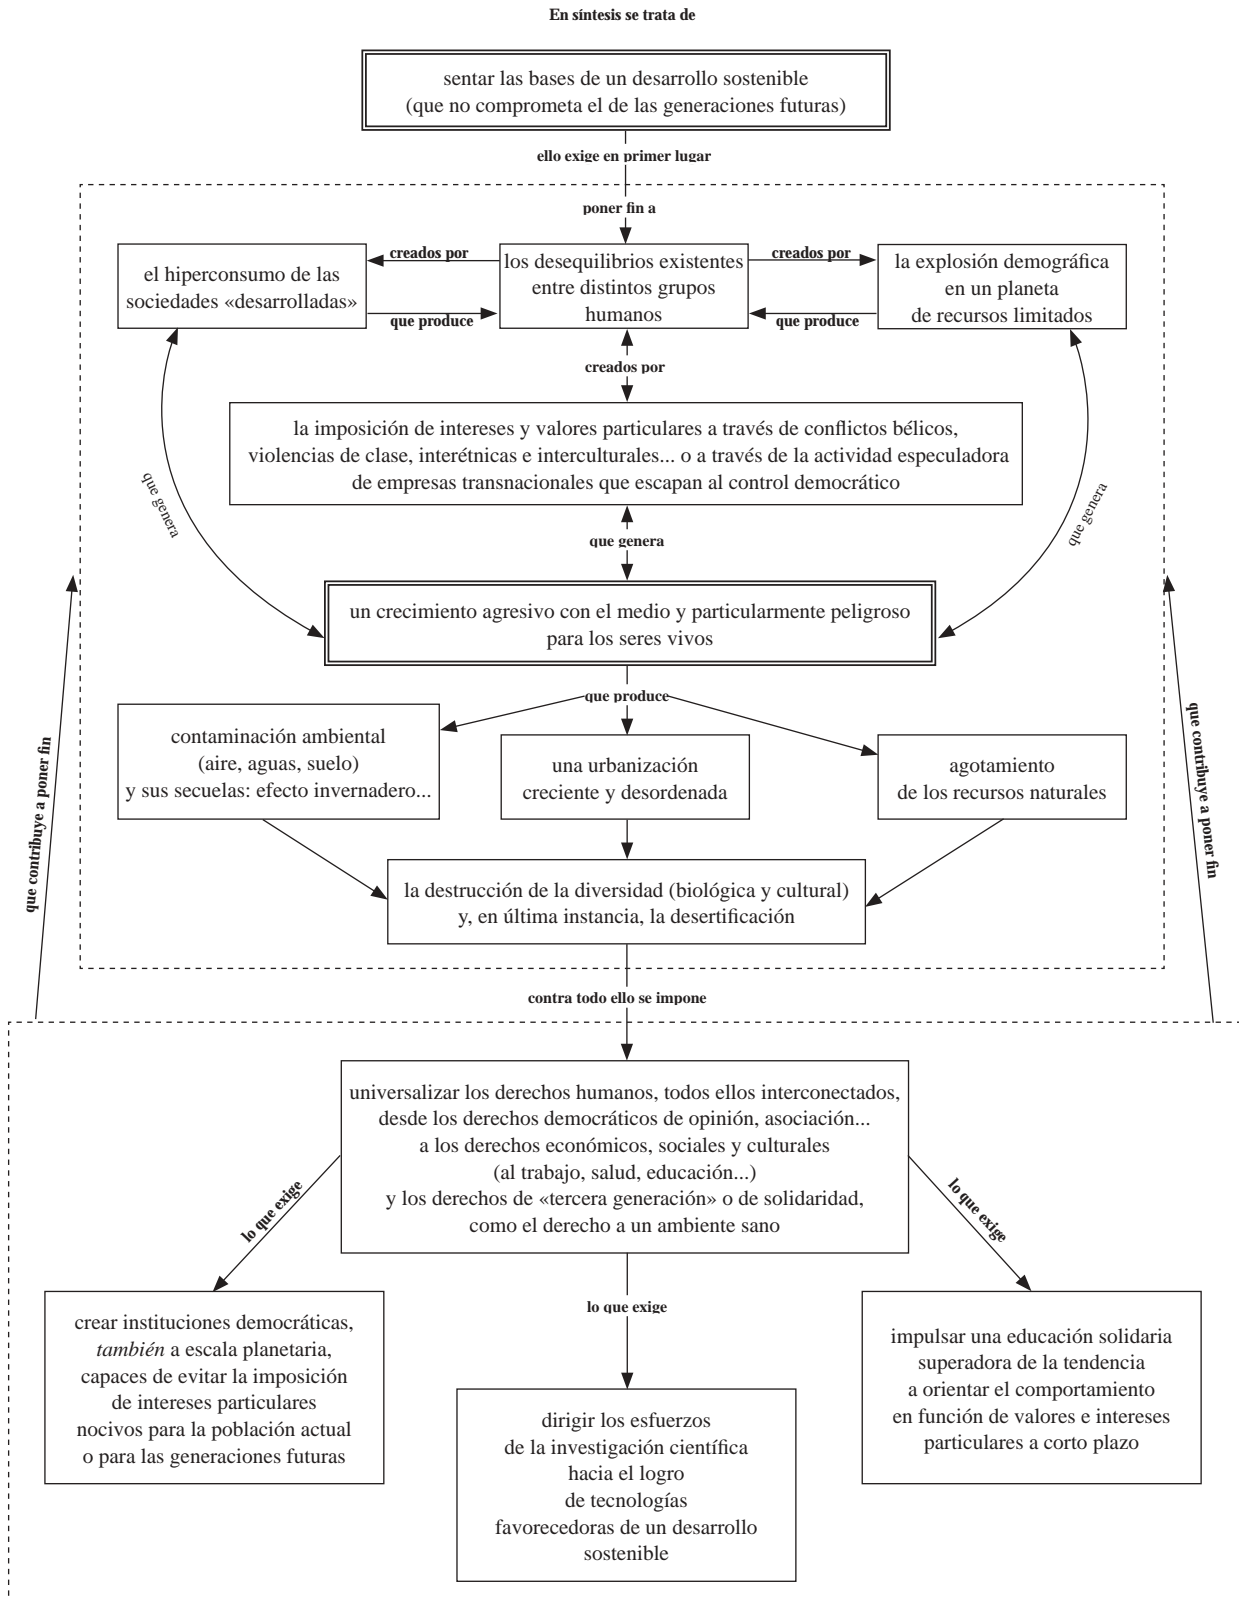 En síntesis se trata de
sentar las bases de un desarrollo sostenible
(que no comprometa el de las generaciones futuras)
ello exige en primer lugar
poner fin a
el hiperconsumo de las
sociedades «desarrolladas»
creados por
que produce
los desequilibrios existentes
entre distintos grupos
humanos
creados por
que produce
la explosión demográfica
en un planeta
de recursos limitados
creados por
la imposición de intereses y valores particulares a través de conflictos bélicos,
violencias de clase, interétnicas e interculturales... o a través de la actividad especuladora
de empresas transnacionales que escapan al control democrático
que genera
que genera
que genera
un crecimiento agresivo con el medio y particularmente peligroso
para los seres vivos
que produce
contaminación ambiental
(aire, aguas, suelo)
y sus secuelas: efecto invernadero...
una urbanización
creciente y desordenada
agotamiento
de los recursos naturales
la destrucción de la diversidad (biológica y cultural)
y, en última instancia, la desertificación
que contribuye a poner fin
que contribuye a poner fin
contra todo ello se impone
universalizar los derechos humanos, todos ellos interconectados,
desde los derechos democráticos de opinión, asociación...
a los derechos económicos, sociales y culturales
(al trabajo, salud, educación...)
y los derechos de «tercera generación» o de solidaridad,
como el derecho a un ambiente sano
lo que exige
lo que exige
lo que exige
crear instituciones democráticas,
también a escala planetaria,
capaces de evitar la imposición
de intereses particulares
nocivos para la población actual
o para las generaciones futuras
dirigir los esfuerzos
de la investigación científica
hacia el logro
de tecnologías
favorecedoras de un desarrollo
sostenible
impulsar una educación solidaria
superadora de la tendencia
a orientar el comportamiento
en función de valores e intereses
particulares a corto plazo